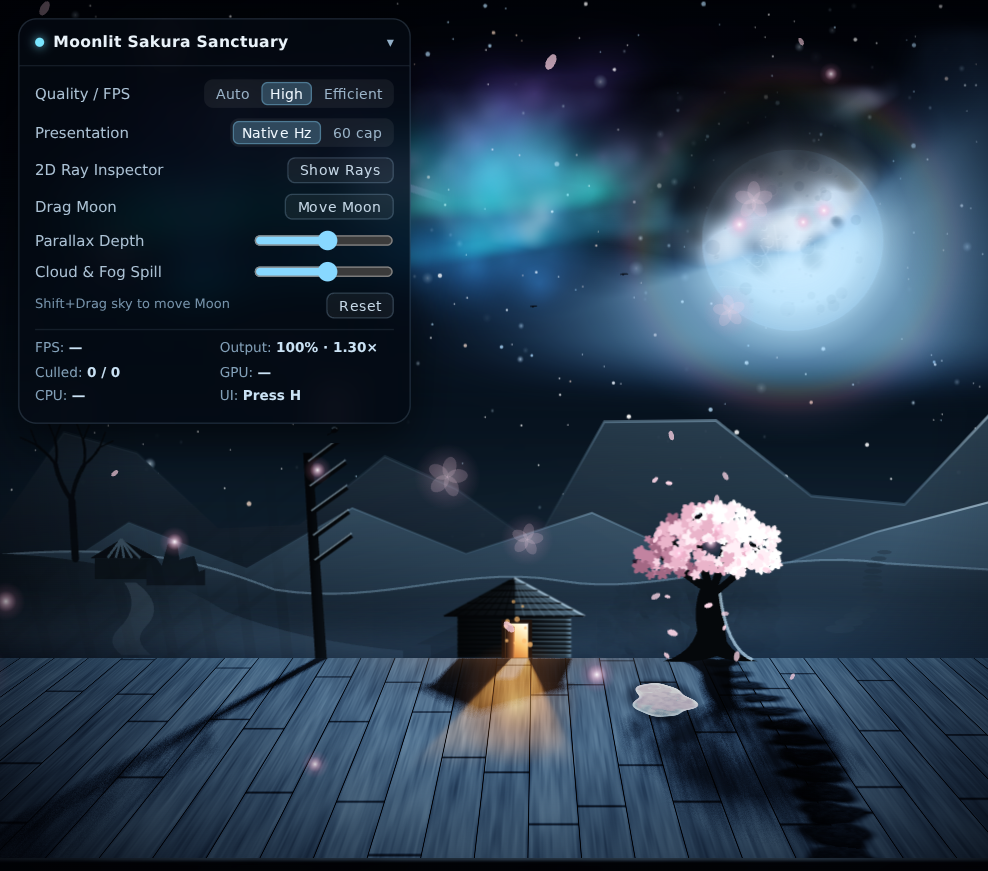 Moonlit Sakura Sanctuary ▾
Quality / FPS Auto High Efficient
Presentation Native Hz 60 cap
2D Ray Inspector Show Rays
Drag Moon Move Moon
Parallax Depth
Cloud & Fog Spill
Shift+Drag sky to move Moon Reset
FPS: — Output: 100% · 1.30×
Culled: 0 / 0 GPU: —
CPU: — UI: Press H